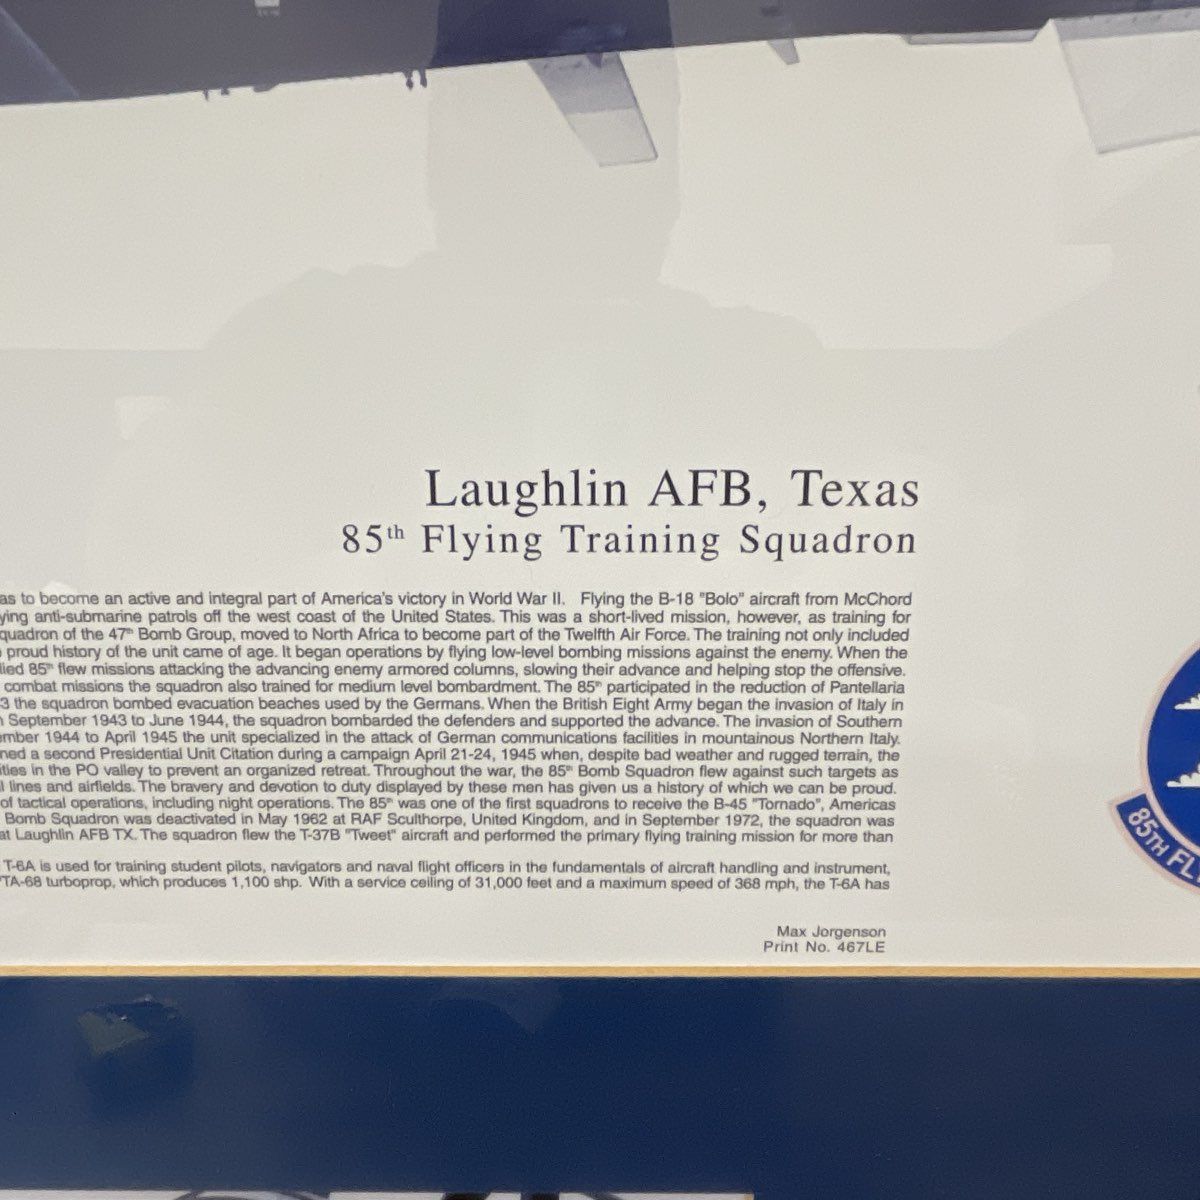 Laughlin AFB, Texas
85th Flying Training Squadron
as to become an active and integral part of America's victory in World War II. Flying the B-18 "Bolo" aircraft from McChord
ying anti-submarine patrols off the west coast of the United States. This was a short-lived mission, however, as training for
quadron of the 47th Bomb Group, moved to North Africa to become part of the Twelfth Air Force. The training not only included
proud history of the unit came of age. It began operations by flying low-level bombing missions against the enemy. When the
lied 85th flew missions attacking the advancing enemy armored columns, slowing their advance and helping stop the offensive.
combat missions the squadron also trained for medium level bombardment. The 85th participated in the reduction of Pantellaria
3 the squadron bombed evacuation beaches used by the Germans. When the British Eight Army began the invasion of Italy in
September 1943 to June 1944, the squadron bombarded the defenders and supported the advance. The invasion of Southern
mber 1944 to April 1945 the unit specialized in the attack of German communications facilities in mountainous Northern Italy.
ned a second Presidential Unit Citation during a campaign April 21-24, 1945 when, despite bad weather and rugged terrain, the
ities in the PO valley to prevent an organized retreat. Throughout the war, the 85th Bomb Squadron flew against such targets as
l lines and airfields. The bravery and devotion to duty displayed by these men has given us a history of which we can be proud.
of tactical operations, including night operations. The 85th was one of the first squadrons to receive the B-45 "Tornado", Americas
Bomb Squadron was deactivated in May 1962 at RAF Sculthorpe, United Kingdom, and in September 1972, the squadron was
at Laughlin AFB TX. The squadron flew the T-37B "Tweet" aircraft and performed the primary flying training mission for more than
T-6A is used for training student pilots, navigators and naval flight officers in the fundamentals of aircraft handling and instrument,
TA-68 turboprop, which produces 1,100 shp. With a service ceiling of 31,000 feet and a maximum speed of 368 mph, the T-6A has
Max Jorgenson
Print No. 467LE
85TH FL